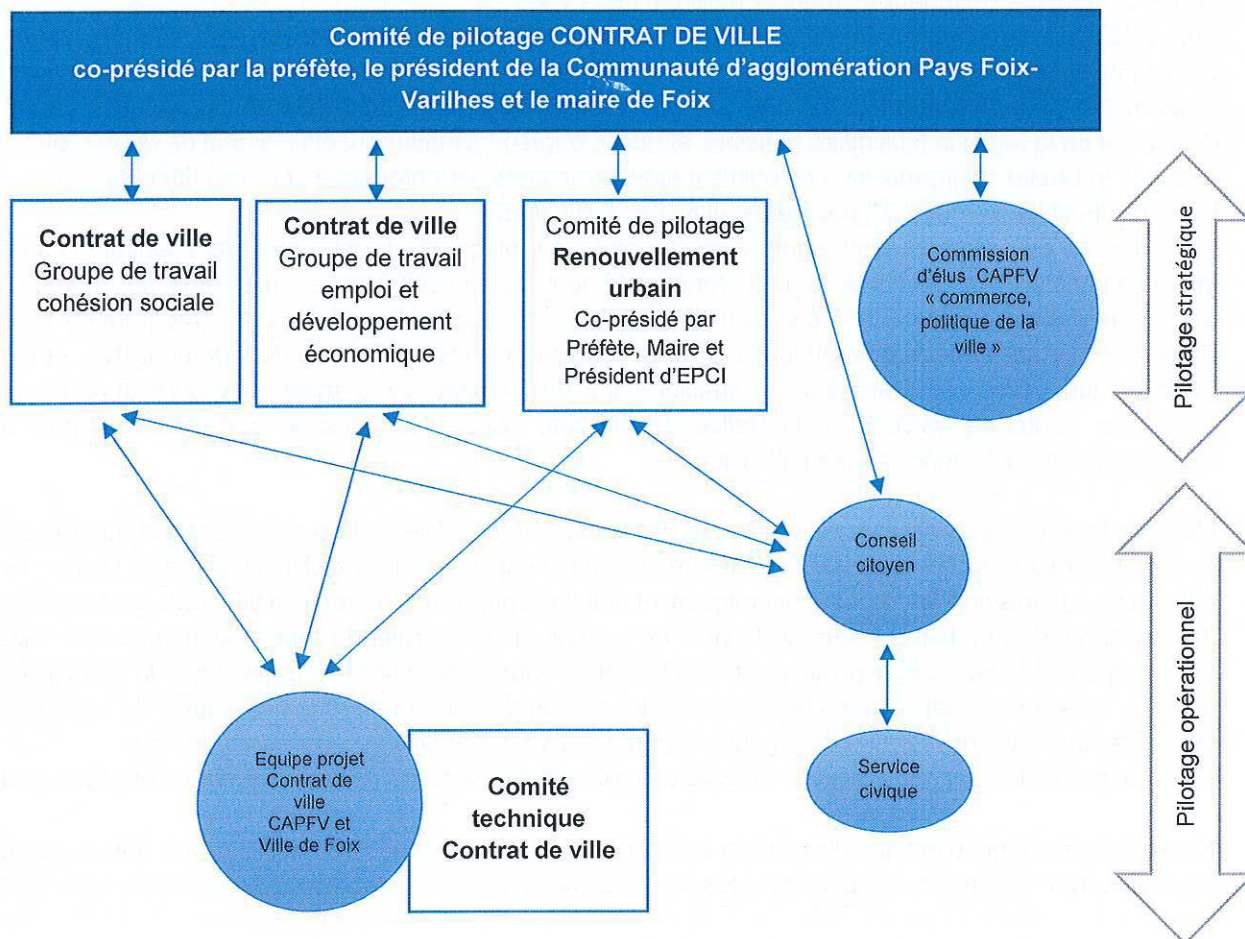 Comité de pilotage CONTRAT DE VILLE
co-présidé par la préfète, le président de la Communauté d'agglomération Pays Foix-
Varilhes et le maire de Foix
Contrat de ville
Groupe de travail
cohésion sociale
Contrat de ville
Groupe de travail
emploi et
développement
économique
Comité de pilotage
Renouvellement
urbain
Co-présidé par
Préfète, Maire et
Président d'EPCI
Commission
d'élus CAPFV
« commerce,
politique de la
ville »
Pilotage stratégique
Conseil
citoyen
Service
civique
Equipe projet
Contrat de
ville
CAPFV et
Ville de Foix
Comité
technique
Contrat de ville
Pilotage opérationnel